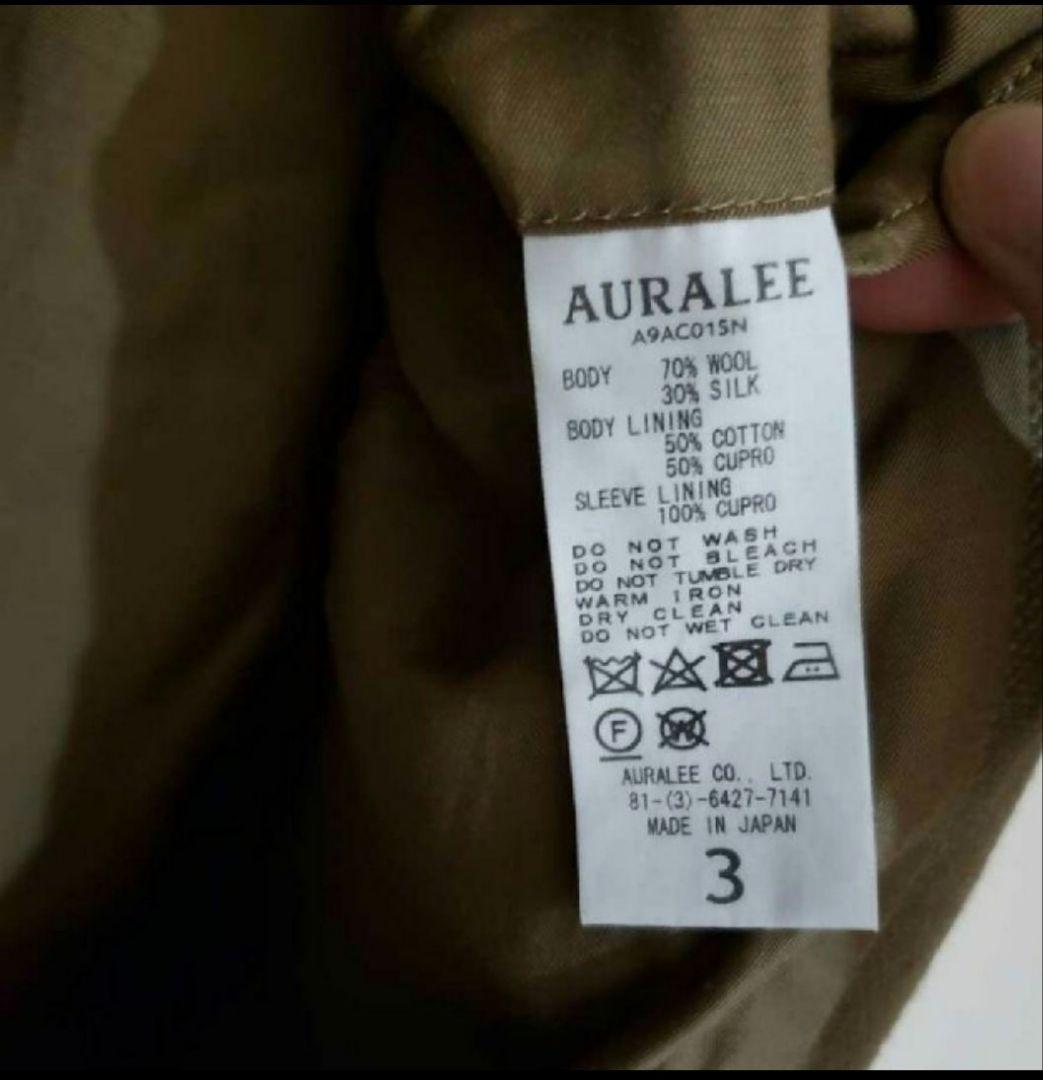 AURALEE
A9AC015N
BODY 70% WOOL
30% SILK
BODY LINING
50% COTTON
50% CUPRO
SLEEVE LINING
100% CUPRO
DO NOT WASH
DO NOT BLEACH
DO NOT TUMBLE DRY
WARM IRON
DRY CLEAN
DO NOT WET CLEAN
F W
AURALEE CO., LTD.
81-(3)-6427-7141
MADE IN JAPAN
3